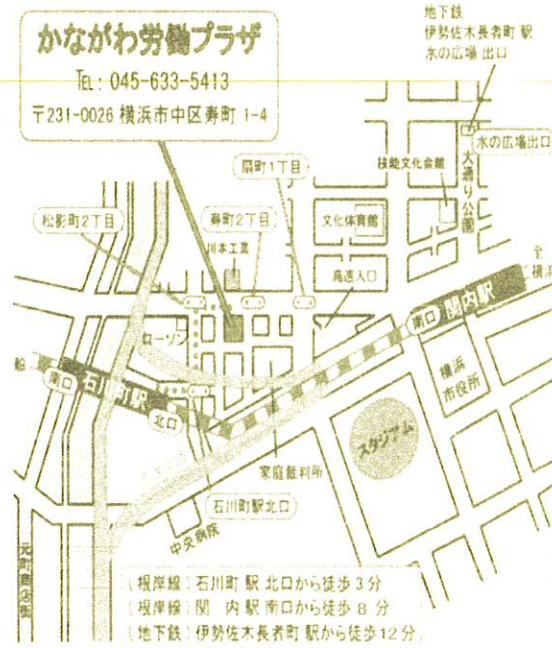 かながわ労働プラザ
TEL: 045-633-5413
〒231-0026 横浜市中区寿町 1-4
地下鉄
伊勢佐木長者町 駅
水の広場 出口
水の広場出口
扇町1丁目
技能文化会館
大通り公園
松影町2丁目
寿町2丁目
文化体育館
川本工業
高速入口
至
横浜
ローソン
南口
関内駅
船
南口
石川町駅
北口
横浜
市役所
スタジアム
家庭裁判所
石川町駅北口
中央病院
元町商店街
(根岸線) 石川町 駅 北口から徒歩 3 分
(根岸線) 関 内 駅 南口から徒歩 8 分
(地下鉄) 伊勢佐木長者町 駅から徒歩12分